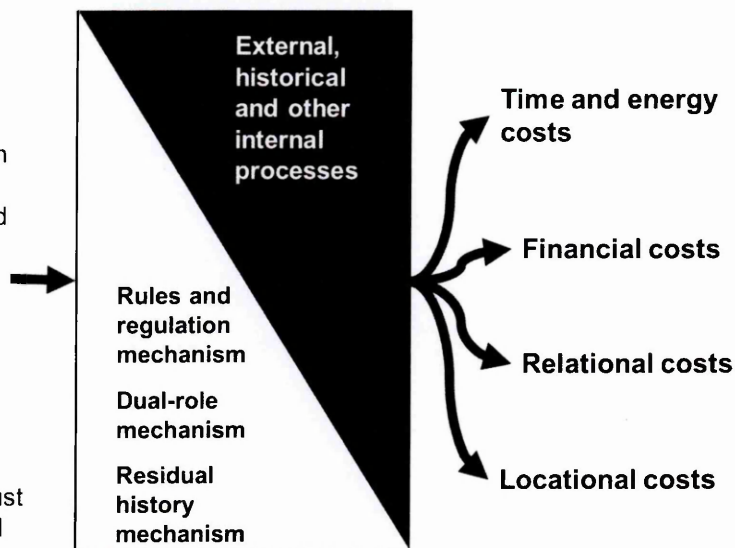 External,
historical
and other
internal
processes
Rules and
regulation
mechanism
Dual-role
mechanism
Residual
history
mechanism
Time and energy
costs
Financial costs
Relational costs
Locational costs